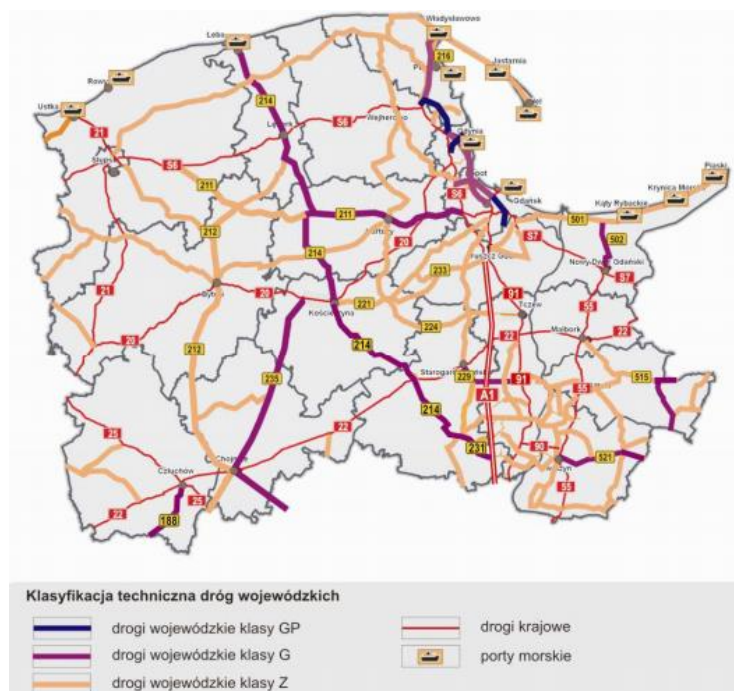 Władysławowo
Łeba
216
Jastarnia
Rowy
Ustka
214
21
S6
Wejherowo
Gdynia
S6
Piaski
211
S6
Gdańsk
Krynica Morska
Kąty Rybackie
501
211
212
20
S7
502
214
233
Nowy Dwór Gdański
S7
21
Bytów
20
91
55
Kościerzyna
221
Tczew
20
224
22
Malbork
22
212
214
235
229
91
55
515
A1
214
25
22
231
90
521
Chojnice
Człuchów
55
25
22
188
Klasyfikacja techniczna dróg wojewódzkich
drogi wojewódzkie klasy GP
drogi krajowe
drogi wojewódzkie klasy G
porty morskie
drogi wojewódzkie klasy Z